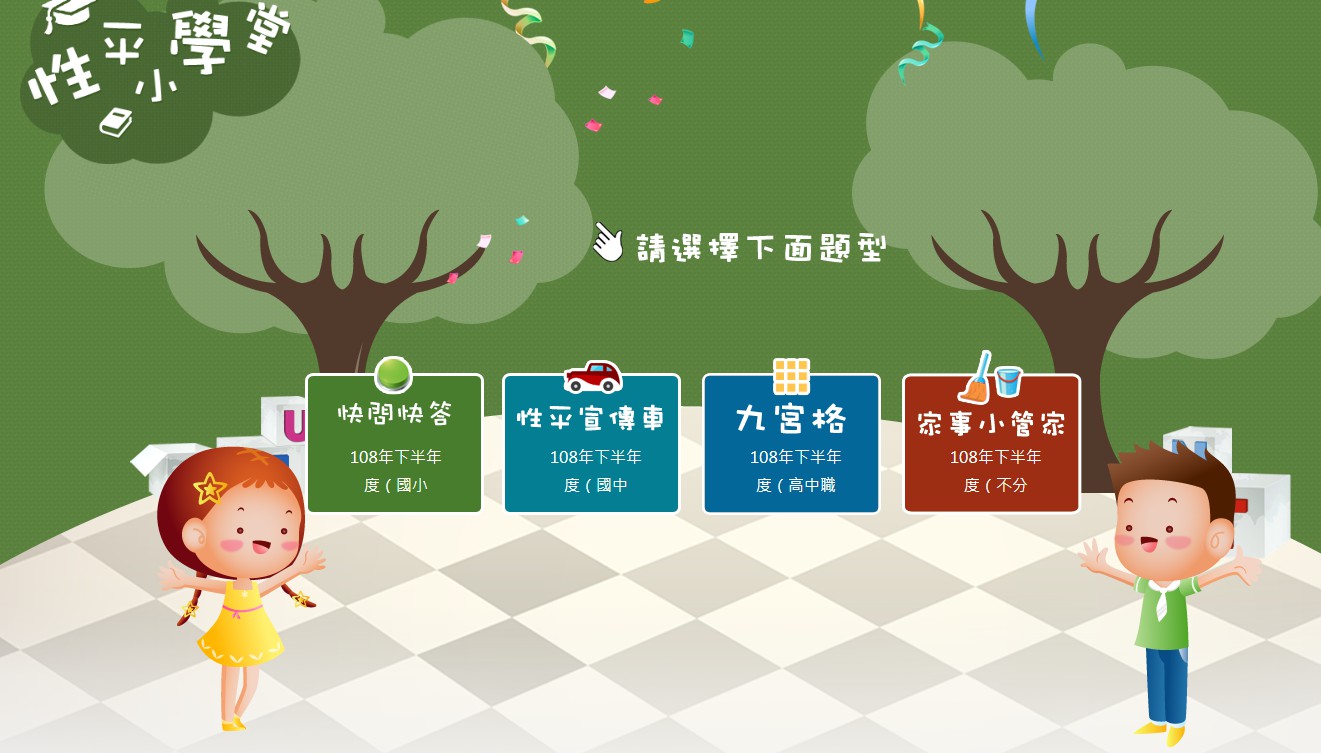 性平小學堂
請選擇下面題型
快問快答
108年下半年
度 ( 國小
性平宣傳車
108年下半年
度 ( 國中
九宮格
108年下半年
度 ( 高中職
家事小管家
108年下半年
度 ( 不分
U
N